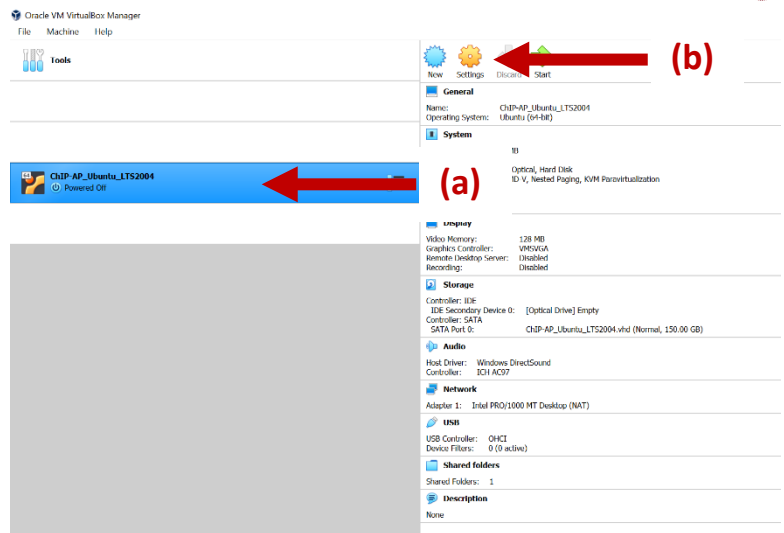 Oracle VM VirtualBox Manager
File Machine Help
Tools
New Settings Discard Start
(b)
General
Name: ChIP-AP_Ubuntu_LTS2004
Operating System: Ubuntu (64-bit)
System
Optical, Hard Disk
Nested Paging, KVM Paravirtualization
64
ChIP-AP_Ubuntu_LTS2004
Powered Off
(a)
Display
Video Memory: 128 MB
Graphics Controller: VMSVGA
Remote Desktop Server: Disabled
Recording: Disabled
Storage
Controller: IDE
IDE Secondary Device 0: [Optical Drive] Empty
Controller: SATA
SATA Port 0: ChIP-AP_Ubuntu_LTS2004.vhd (Normal, 150.00 GB)
Audio
Host Driver: Windows DirectSound
Controller: ICH AC97
Network
Adapter 1: Intel PRO/1000 MT Desktop (NAT)
USB
USB Controller: OHCI
Device Filters: 0 (0 active)
Shared folders
Shared Folders: 1
Description
None